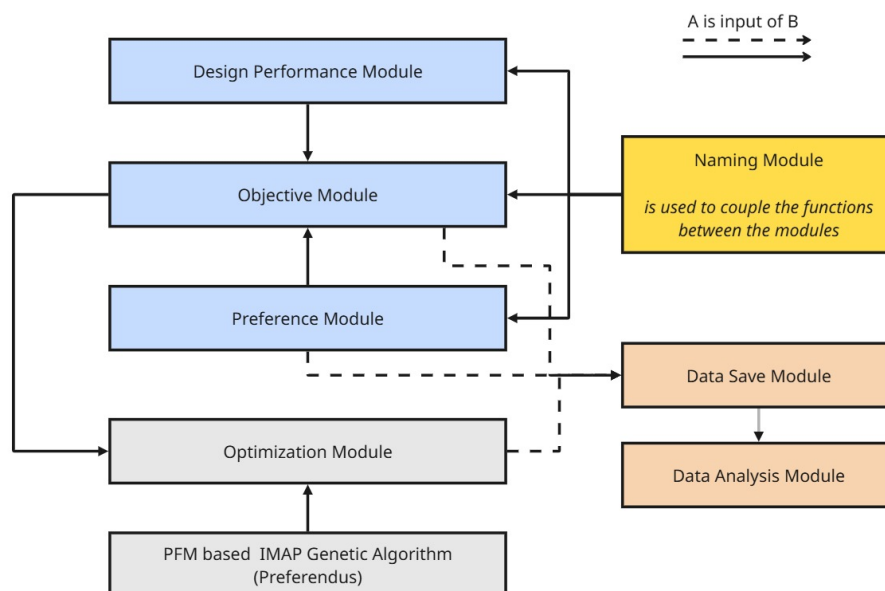 A is input of B
Design Performance Module
Naming Module
is used to couple the functions
between the modules
Objective Module
Preference Module
Data Save Module
Optimization Module
Data Analysis Module
PFM based IMAP Genetic Algorithm
(Preferendus)